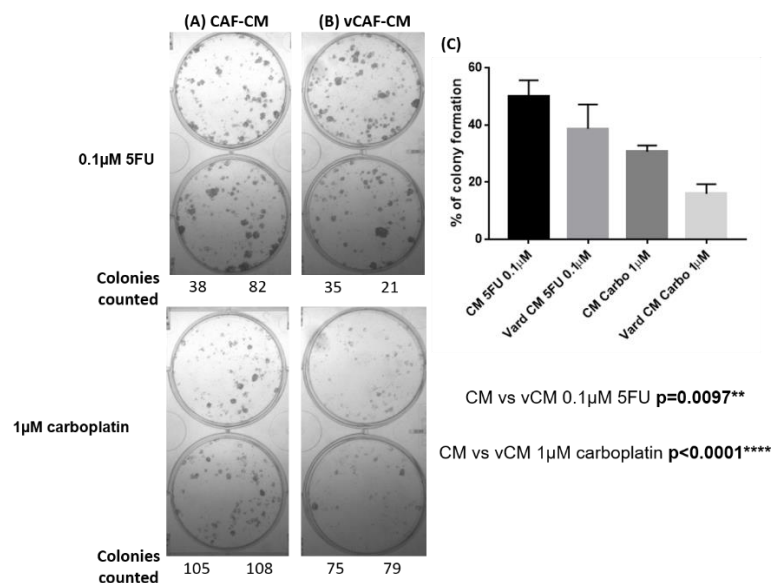 (A) CAF-CM
(B) vCAF-CM
0.1µM 5FU
Colonies
counted
38
82
35
21
1µM carboplatin
Colonies
counted
105
108
75
79
(C)
% of colony formation
60
40
20
0
CM 5FU 0.1µM
Vard CM 5FU 0.1µM
CM Carbo 1µM
Vard CM Carbo 1µM
CM vs vCM 0.1µM 5FU p=0.0097**
CM vs vCM 1µM carboplatin p<0.0001****